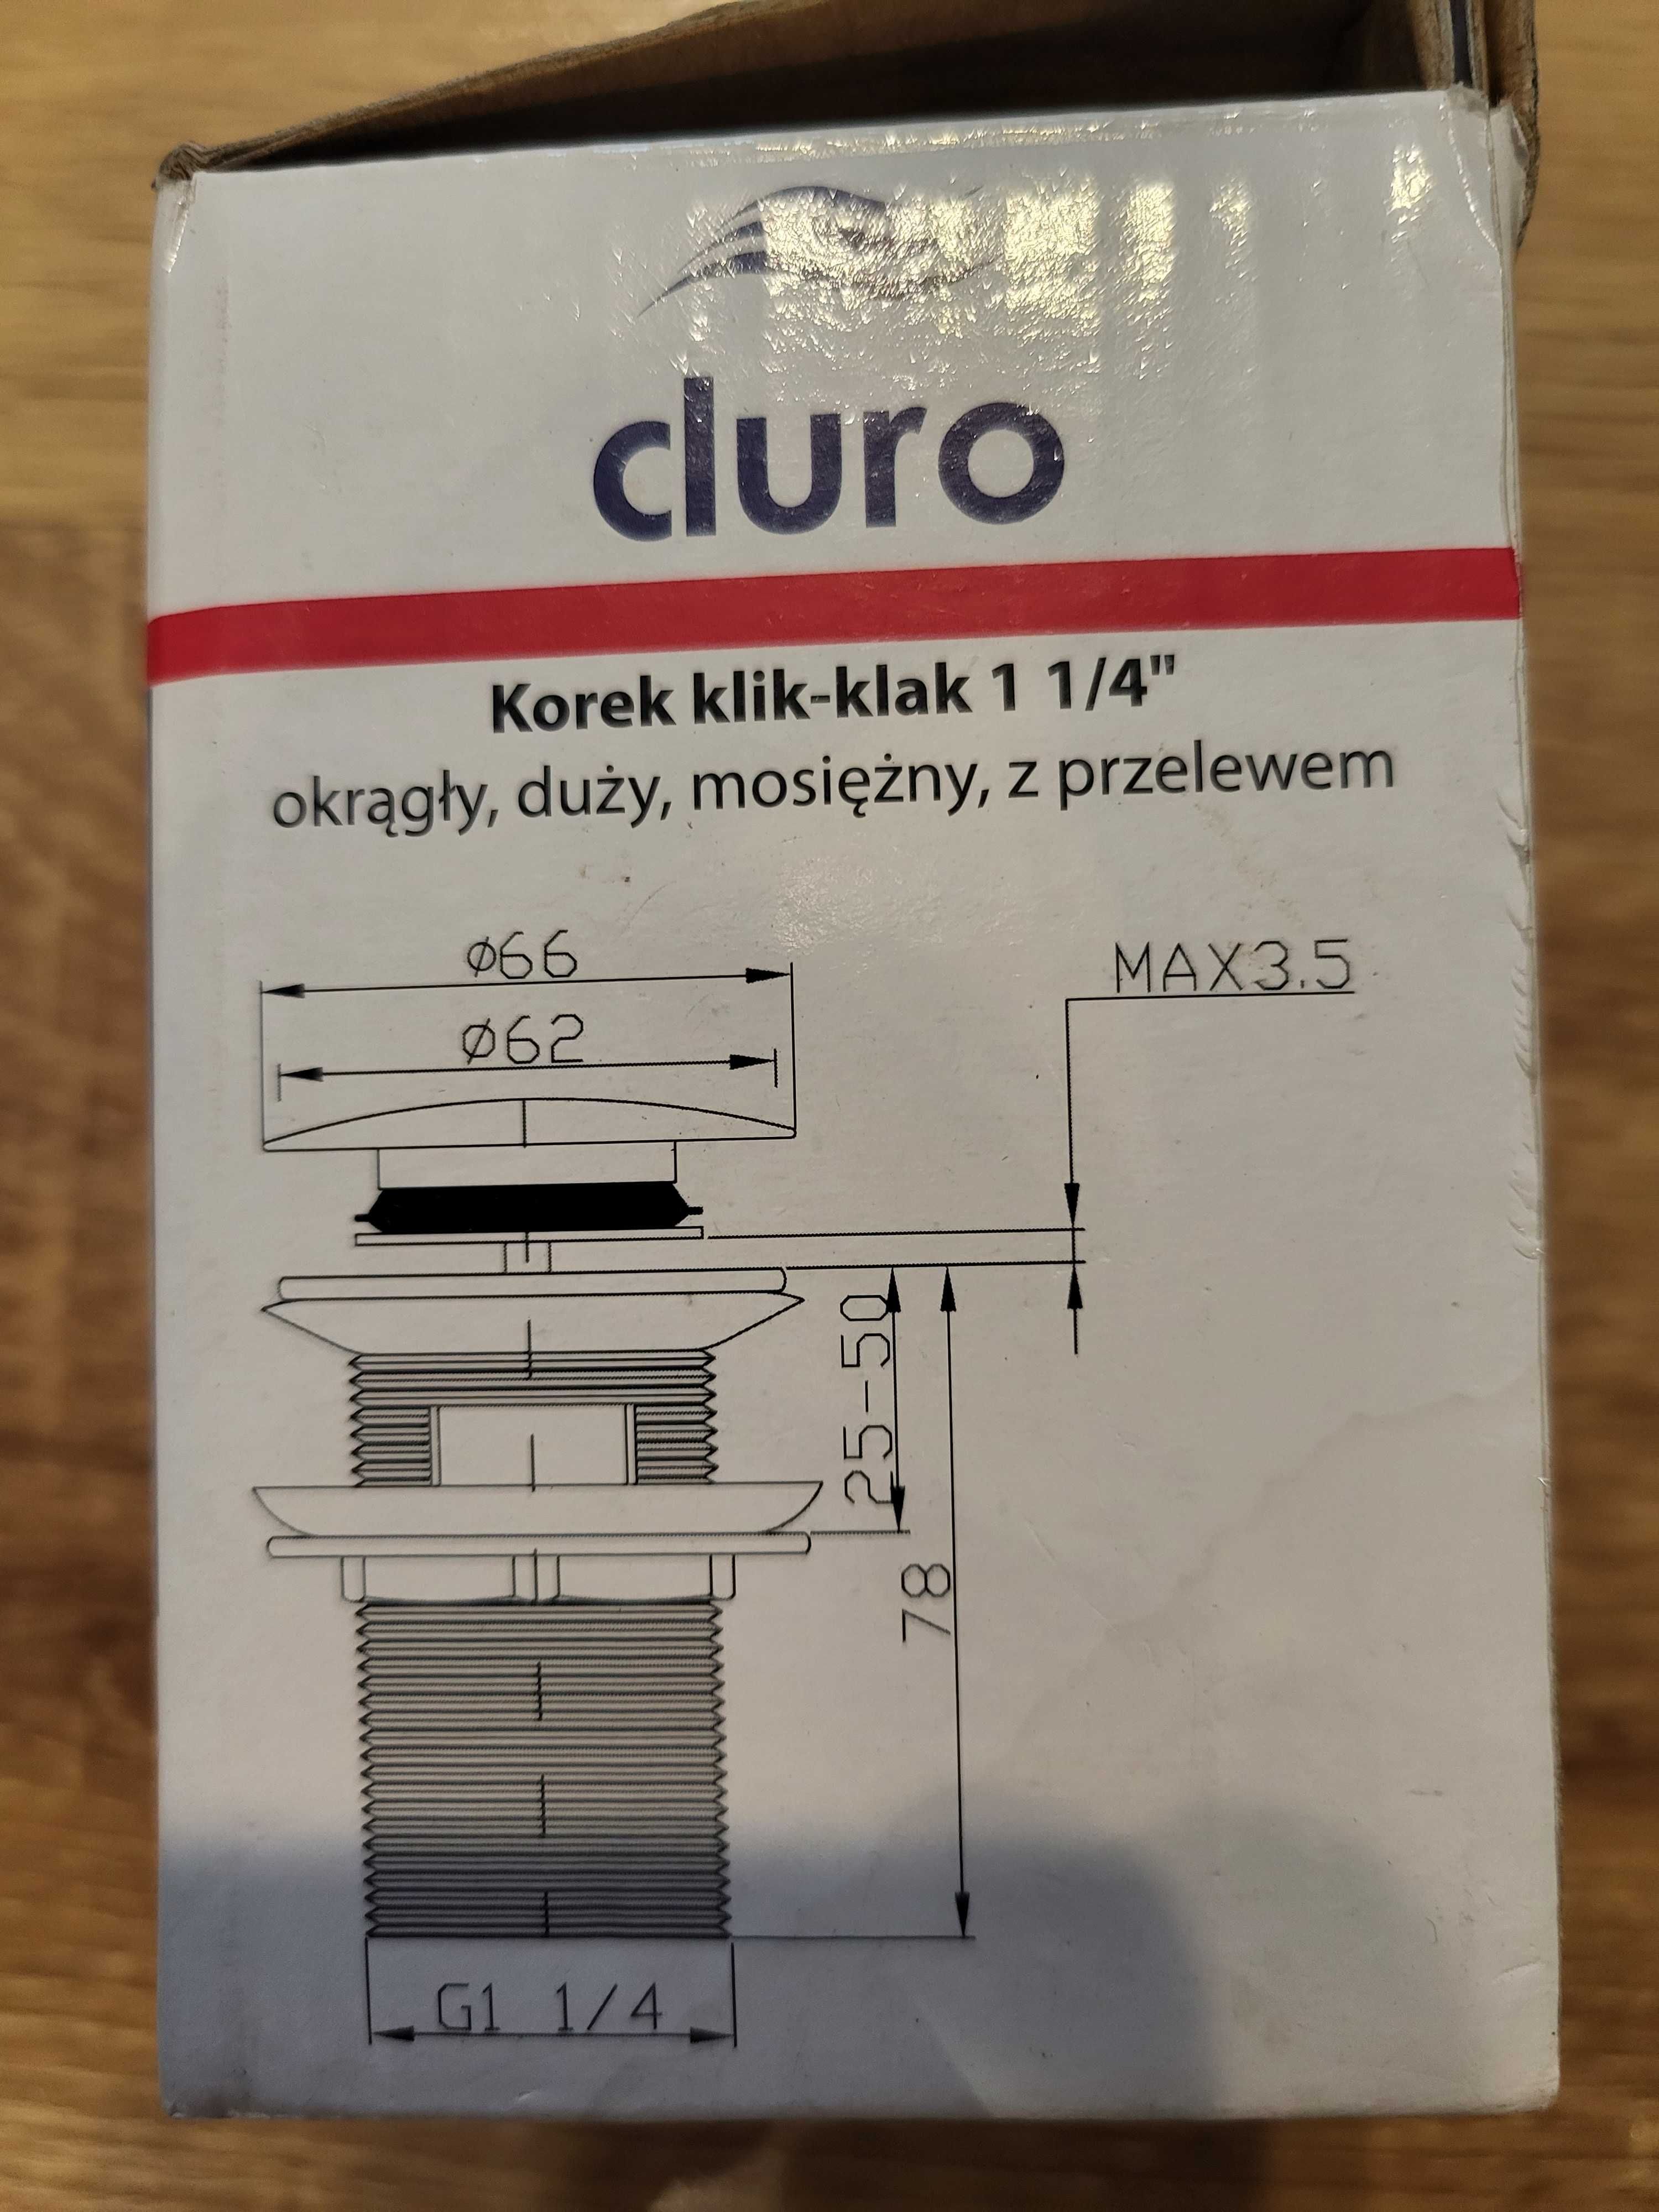 cluro
Korek klik-klak 1 1/4"
okrągły, duży, mosiężny, z przelewem
ø66
MAX3.5
ø62
25-50
78
G1 1/4